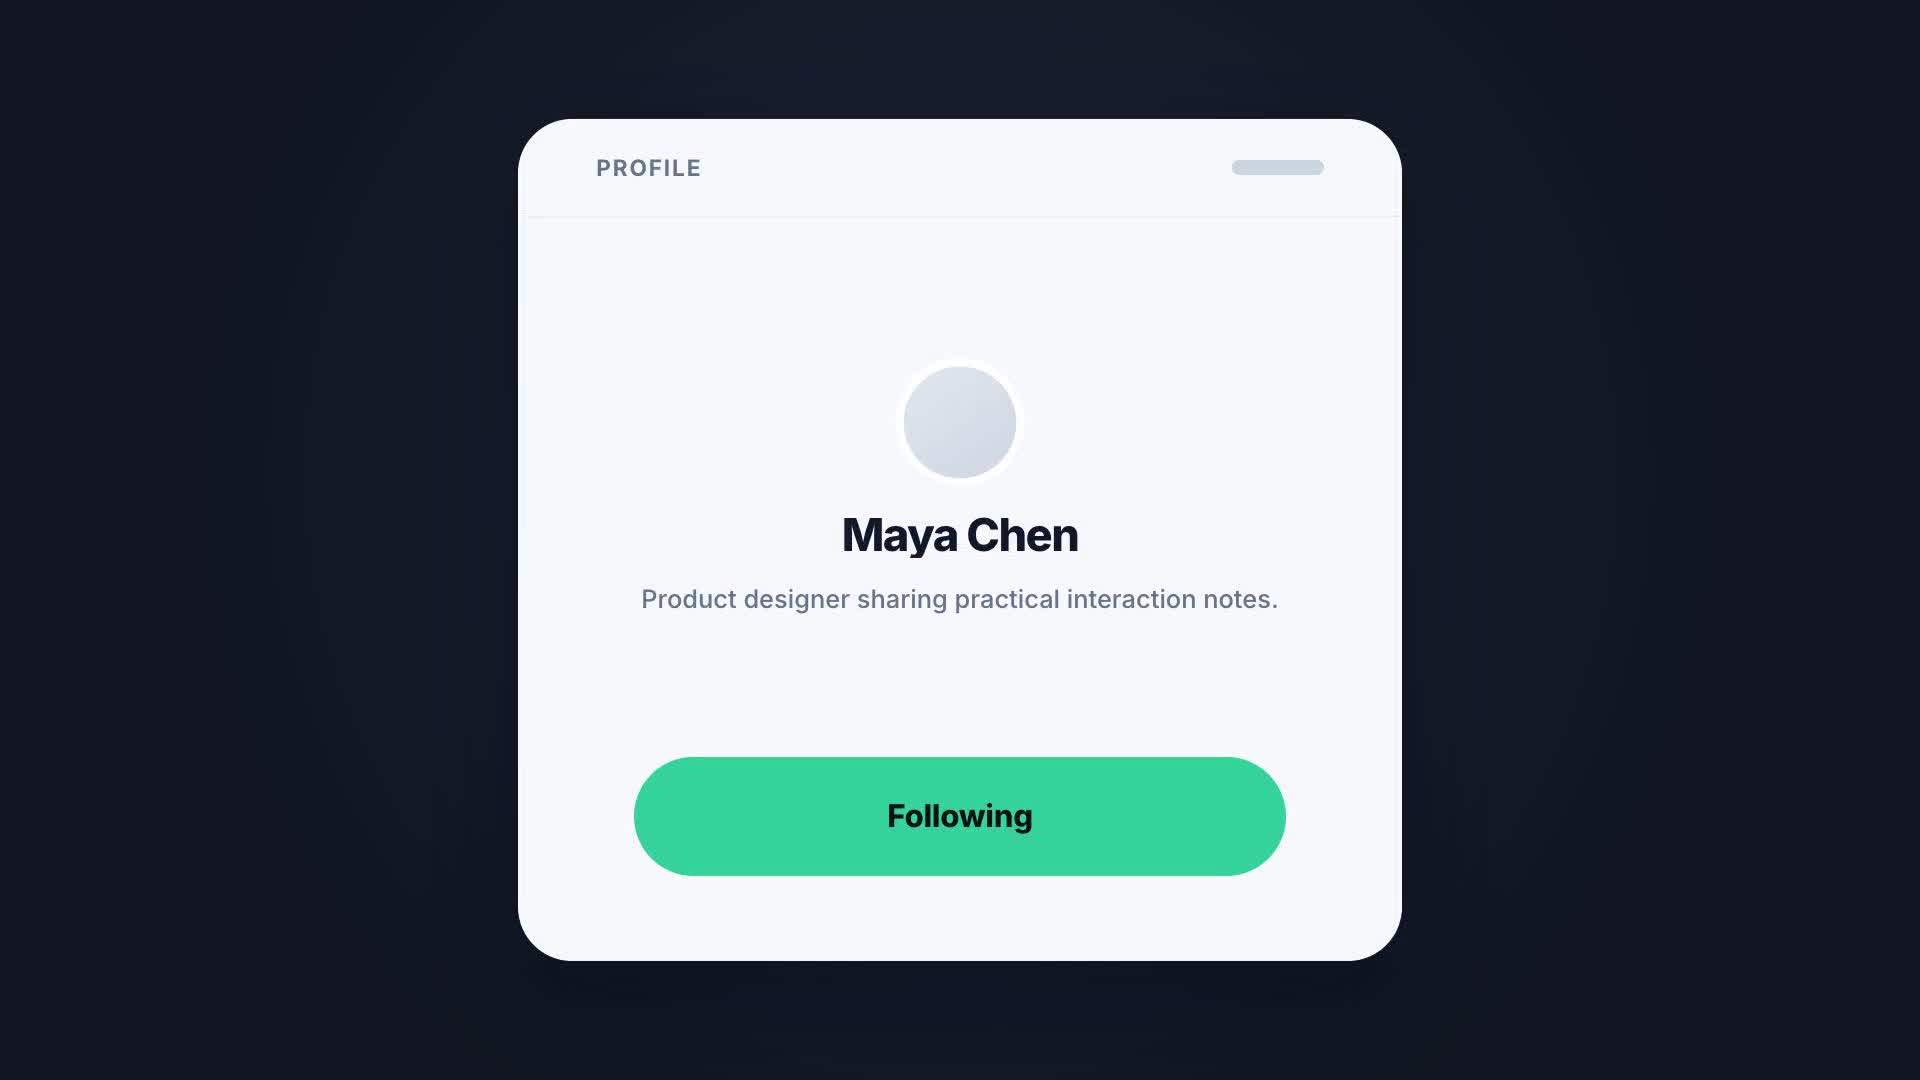 PROFILE
Maya Chen
Product designer sharing practical interaction notes.
Following